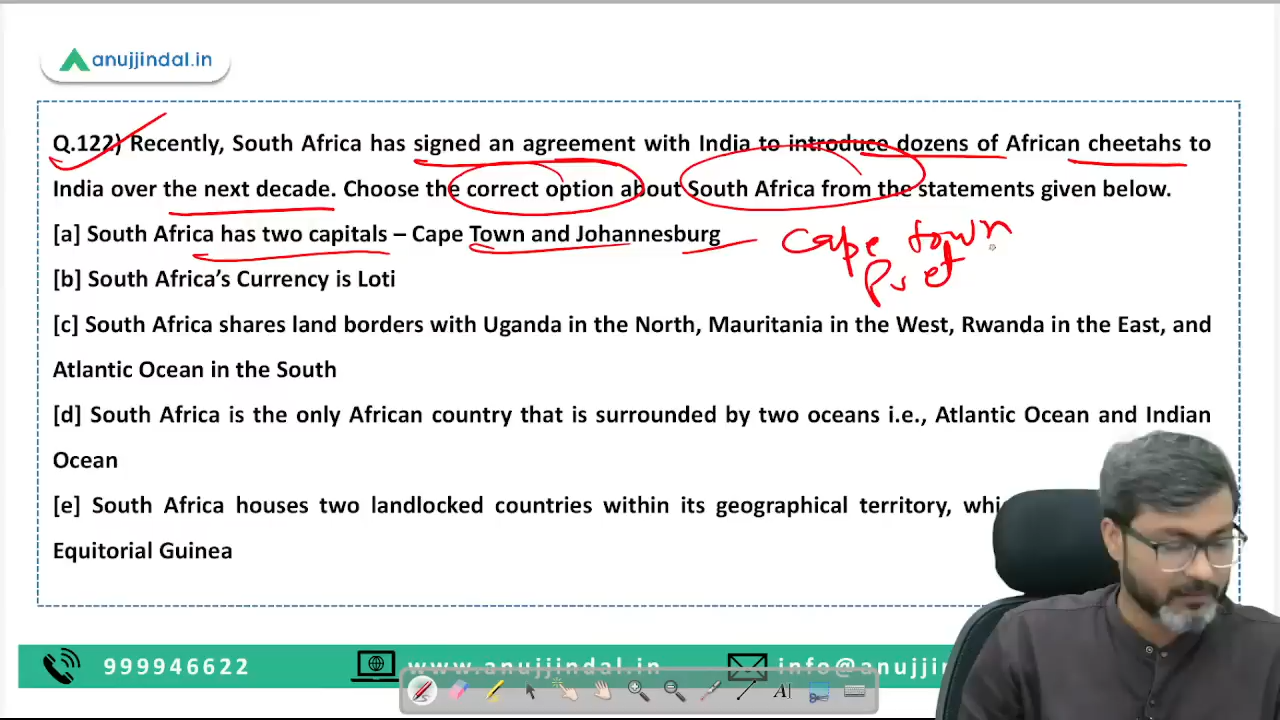 anujjindal.in
Q.122) Recently, South Africa has signed an agreement with India to introduce dozens of African cheetahs to
India over the next decade. Choose the correct option about South Africa from the statements given below.
[a] South Africa has two capitals – Cape Town and Johannesburg
Cape town
Pret
[b] South Africa's Currency is Loti
[c] South Africa shares land borders with Uganda in the North, Mauritania in the West, Rwanda in the East, and
Atlantic Ocean in the South
[d] South Africa is the only African country that is surrounded by two oceans i.e., Atlantic Ocean and Indian
Ocean
[e] South Africa houses two landlocked countries within its geographical territory,
Equitorial Guinea
999946622
www.anujjindal.in
AI